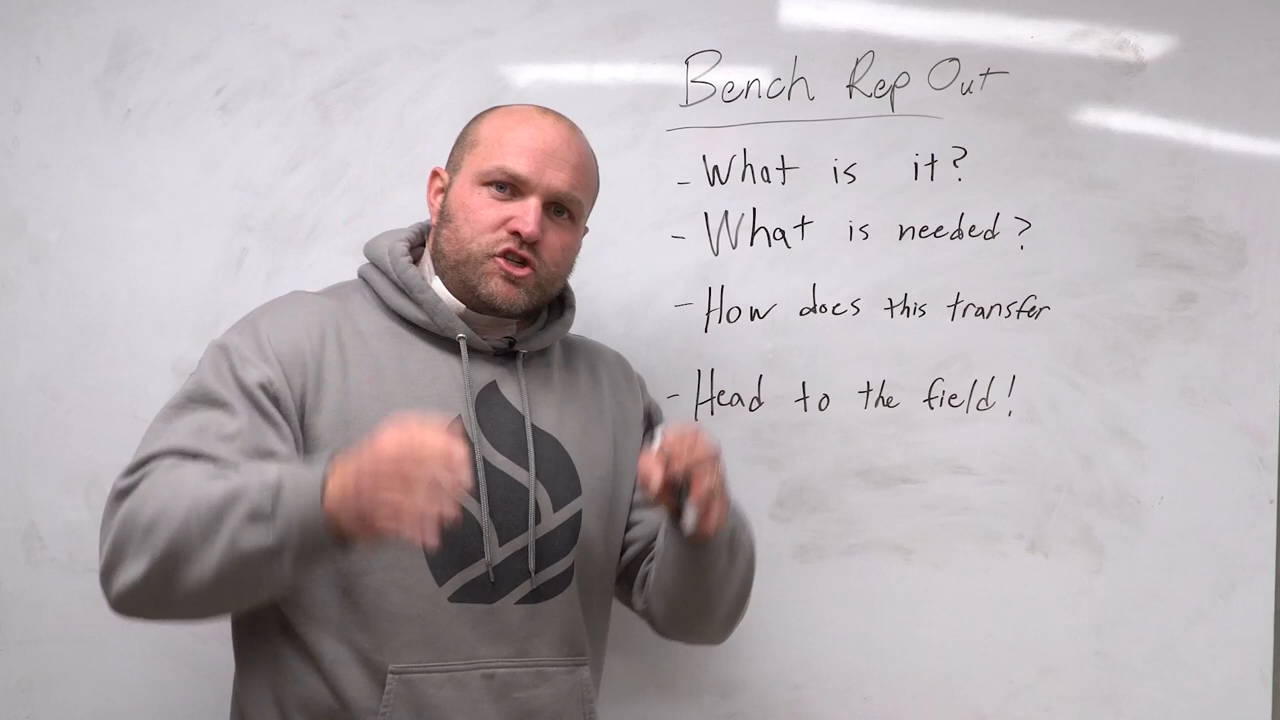 Bench Rep Out
- What is it?
- What is needed?
- How does this transfer
- Head to the field!